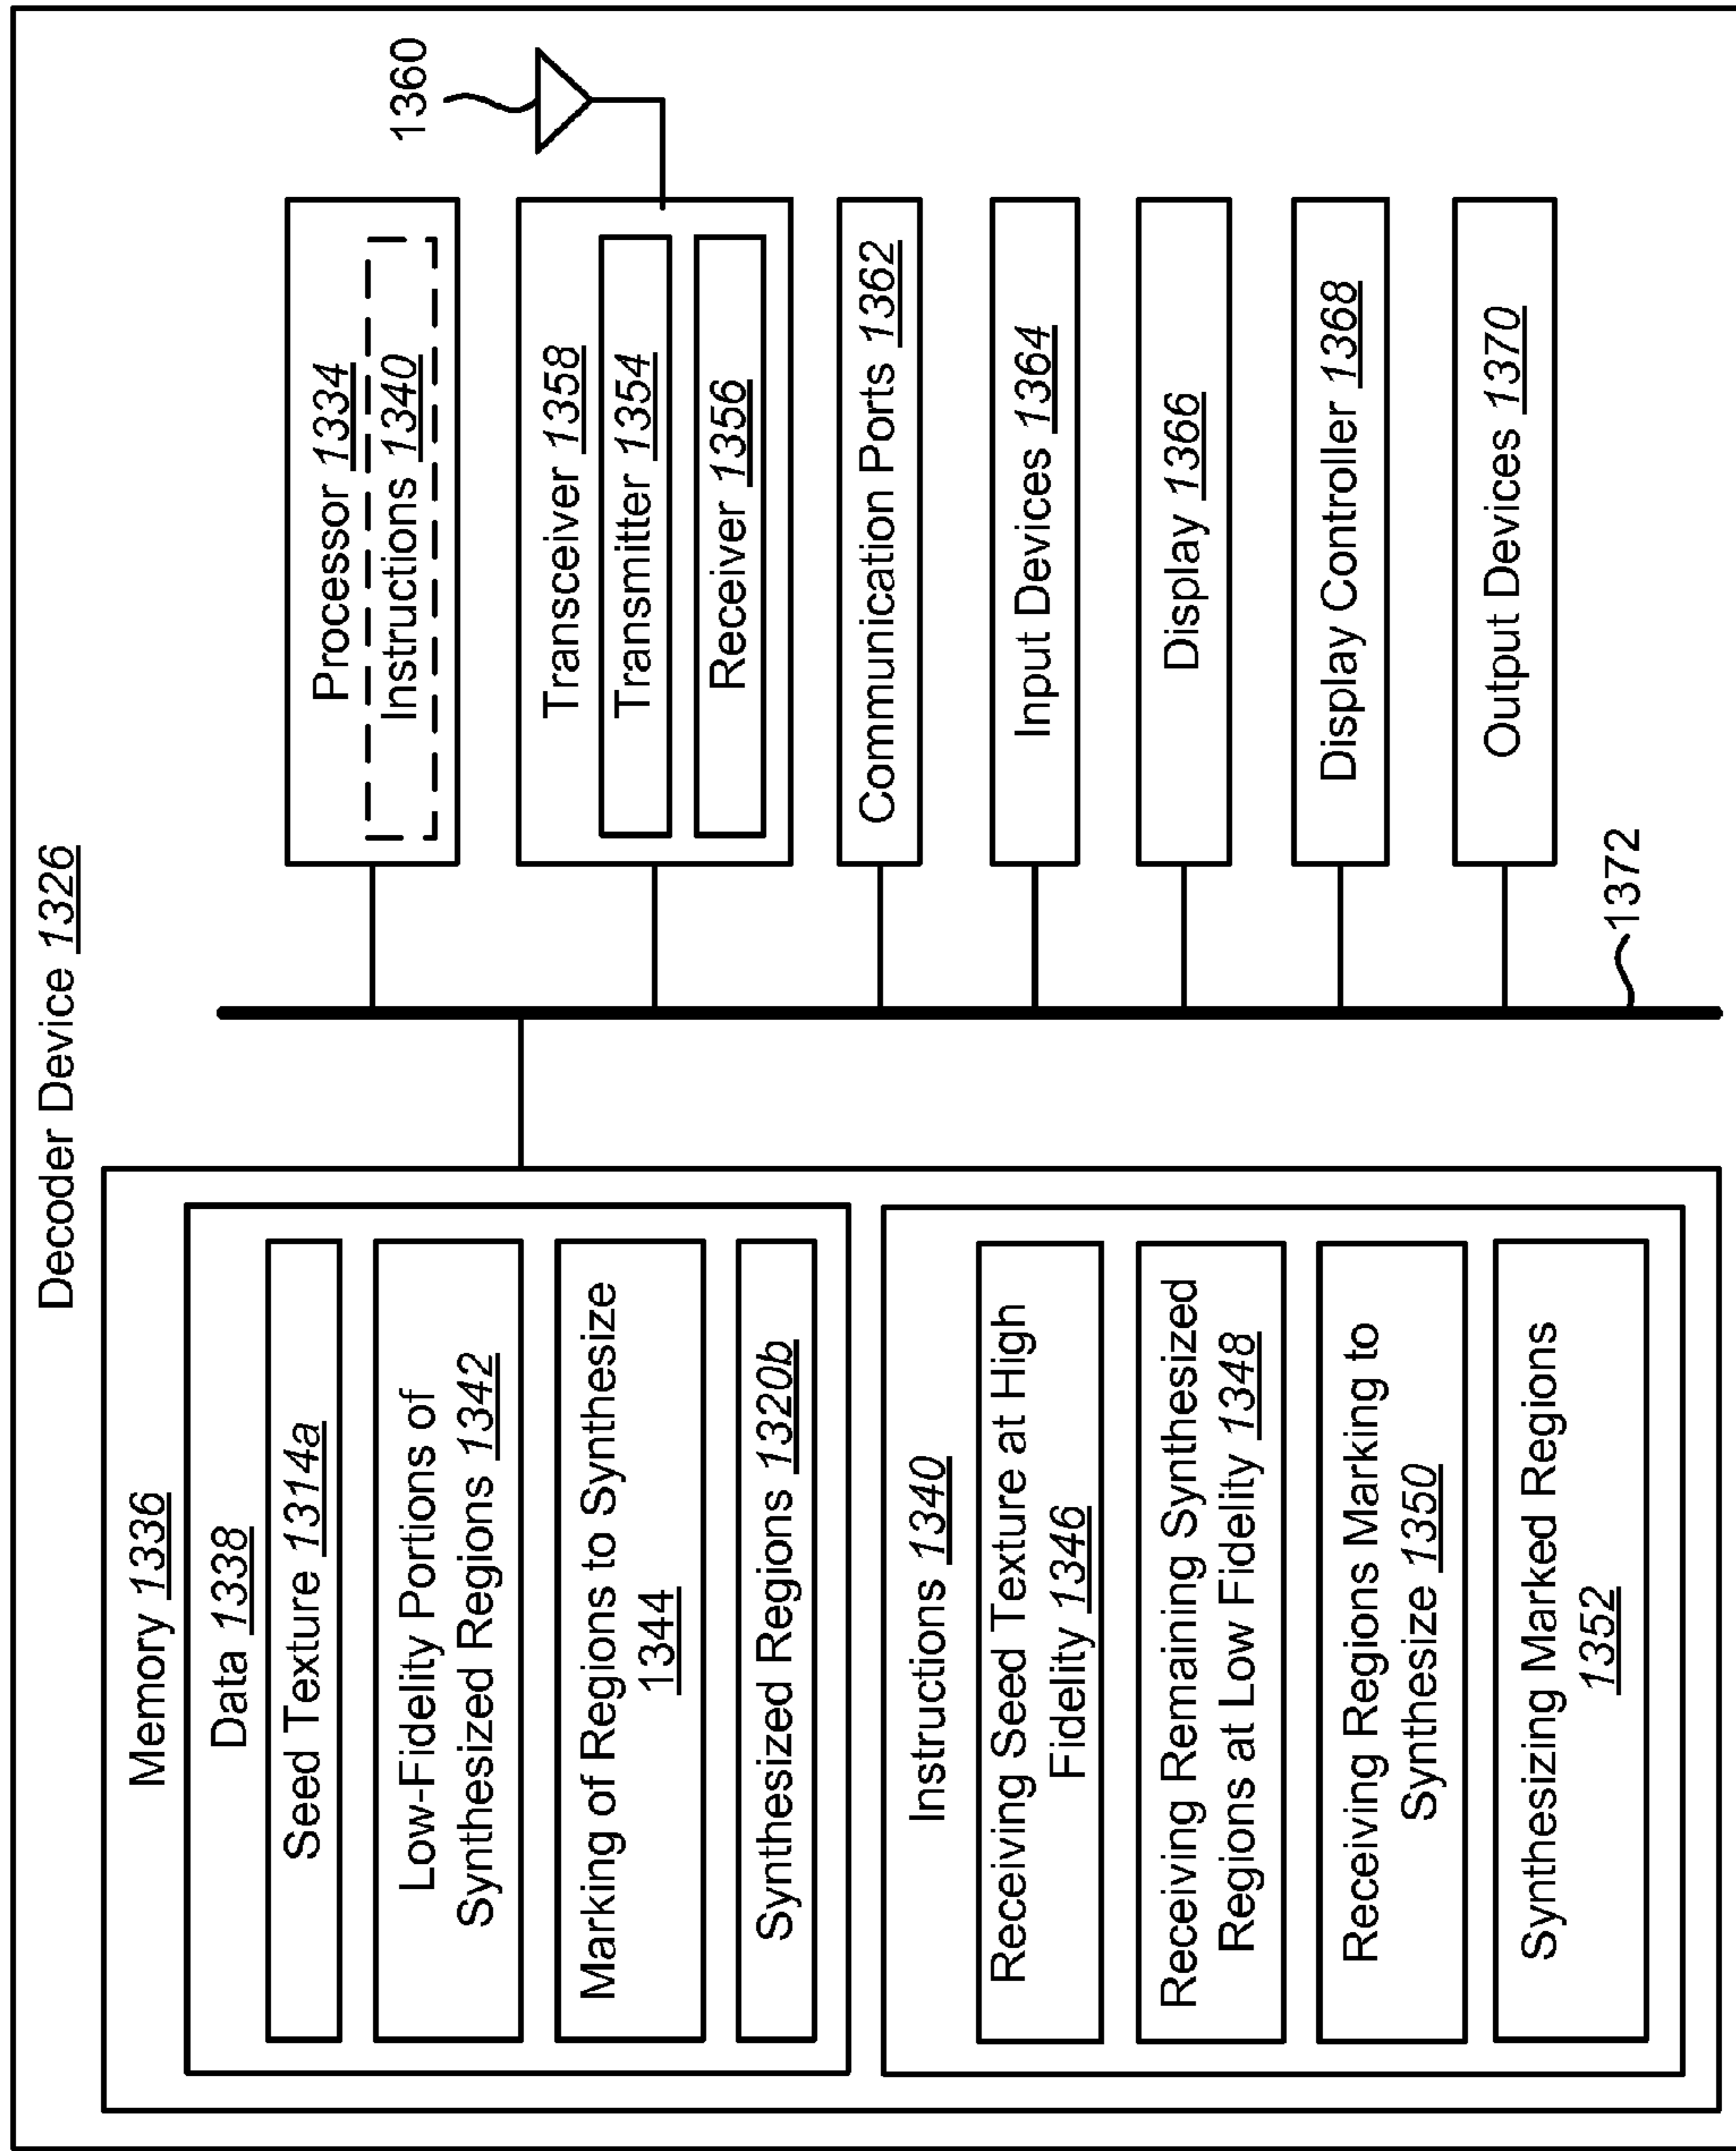 Decoder Device 1326
Memory 1336
Data 1338
Seed Texture 1314a
Low-Fidelity Portions of
Synthesized Regions 1342
Marking of Regions to Synthesize
1344
Synthesized Regions 1320b
Instructions 1340
Receiving Seed Texture at High
Fidelity 1346
Receiving Remaining Synthesized
Regions at Low Fidelity 1348
Receiving Regions Marking to
Synthesize 1350
Synthesizing Marked Regions
1352
Processor 1334
Instructions 1340
Transceiver 1358
Transmitter 1354
Receiver 1356
1360
Communication Ports 1362
Input Devices 1364
Display 1366
Display Controller 1368
Output Devices 1370
1372